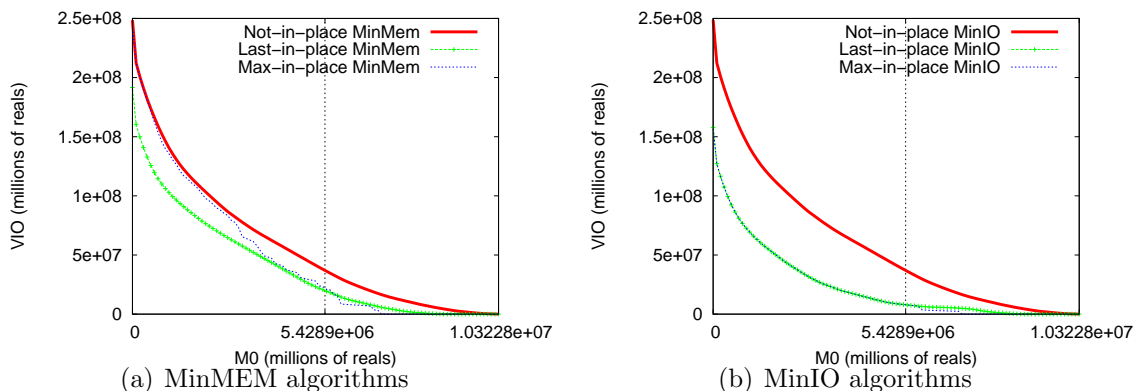 2.5e+08
2e+08
1.5e+08
1e+08
5e+07
0
VIO (millions of reals)
Not-in-place MinMem
Last-in-place MinMem
Max-in-place MinMem
0 5.4289e+06 1.03228e+07
M0 (millions of reals)
(a) MinMEM algorithms
2.5e+08
2e+08
1.5e+08
1e+08
5e+07
0
VIO (millions of reals)
Not-in-place MinIO
Last-in-place MinIO
Max-in-place MinIO
0 5.4289e+06 1.03228e+07
M0 (millions of reals)
(b) MinIO algorithms